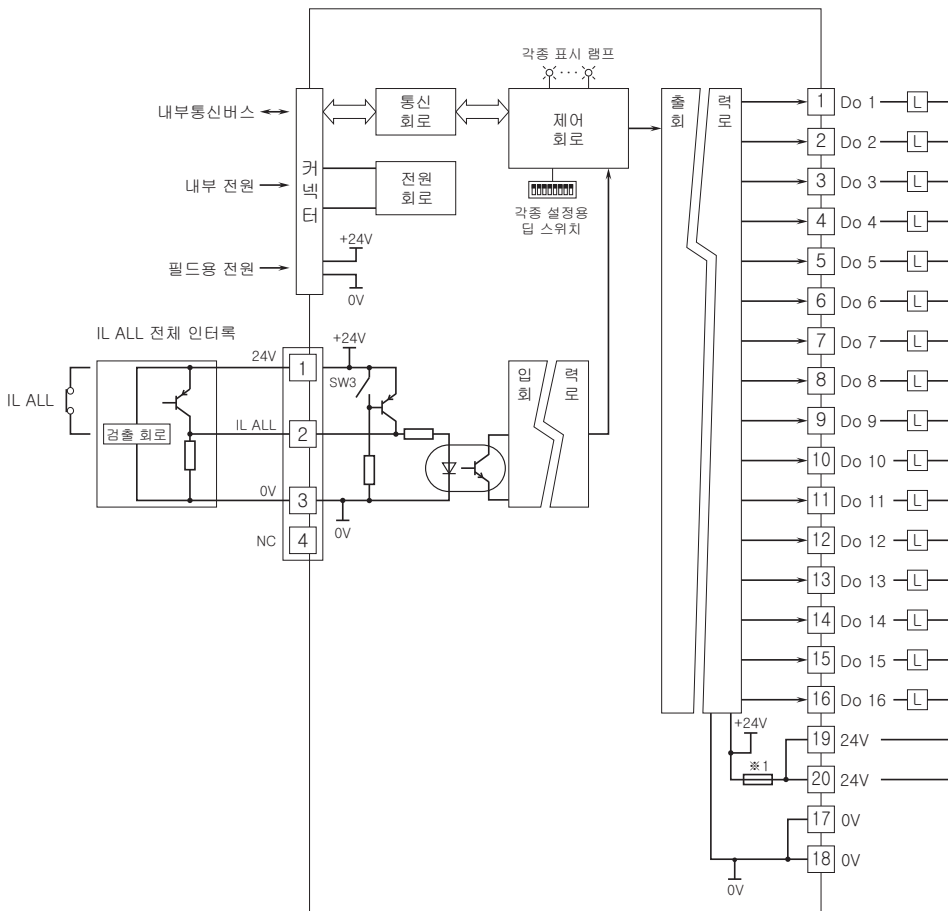 각종 표시 램프
내부통신버스
통신
회로
제어
회로
내부 전원
커
넥
터
전원
회로
각종 설정용
딥 스위치
+24V
필드용 전원
0V
출
회
력
로
1 Do 1 L
2 Do 2 L
3 Do 3 L
4 Do 4 L
5 Do 5 L
6 Do 6 L
7 Do 7 L
8 Do 8 L
9 Do 9 L
10 Do 10 L
11 Do 11 L
12 Do 12 L
13 Do 13 L
14 Do 14 L
15 Do 15 L
16 Do 16 L
IL ALL 전체 인터록
24V
1
+24V
SW3
IL ALL
IL ALL
2
검출 회로
0V
3
0V
NC
4
입
회
력
로
+24V
19 24V
※1
20 24V
17 0V
18 0V
0V